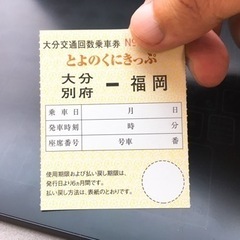 大分交通回数乗車券
とよのくにきっぷ
大分
別府 ー 福岡
乗車日 月 日
発車時刻 時 分
座席番号 号車 番
使用期限および払い戻し期限は、
発行日より6ヵ月間です。
払い戻し方法は、表紙のとおりです。